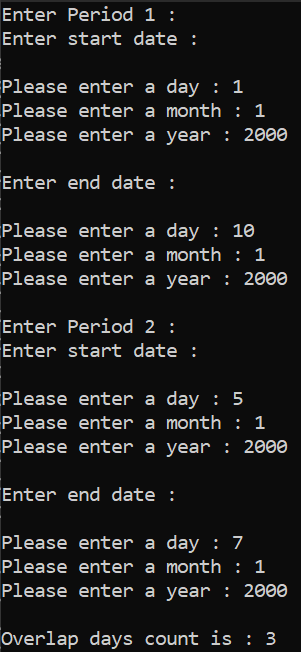 Enter Period 1 :
Enter start date :
Please enter a day : 1
Please enter a month : 1
Please enter a year : 2000
Enter end date :
Please enter a day : 10
Please enter a month : 1
Please enter a year : 2000
Enter Period 2 :
Enter start date :
Please enter a day : 5
Please enter a month : 1
Please enter a year : 2000
Enter end date :
Please enter a day : 7
Please enter a month : 1
Please enter a year : 2000
Overlap days count is : 3